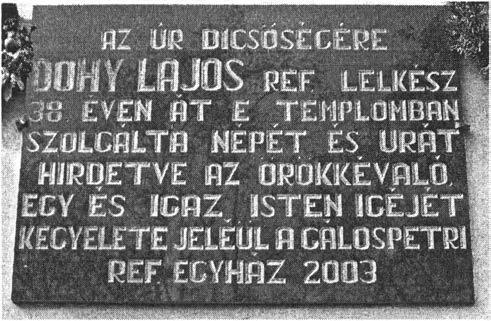 AZ ÚR DICSŐSÉGÉRE
DOHY LAJOS REF. LELKÉSZ
38 ÉVEN ÁT E TEMPLOMBAN
SZOLGÁLTA NÉPÉT ÉS URÁT
HIRDETVE AZ ÖRÖKKÉVALÓ,
EGY ÉS IGAZ ISTEN IGÉJÉT
KEGYELETE JELÉÜL A GÁLOSPETRI
REF. EGYHÁZ 2003